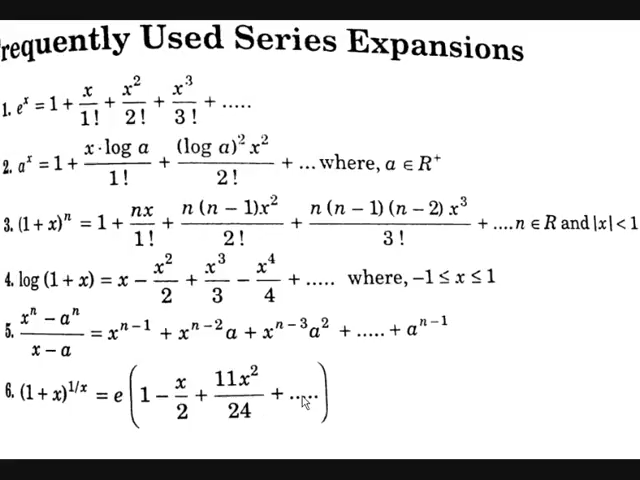 requently Used Series Expansions
1. e^x = 1 + x/1! + x^2/2! + x^3/3! + .....
2. a^x = 1 + x·log a/1! + (log a)^2 x^2/2! + ... where, a ∈ R^+
3. (1 + x)^n = 1 + nx/1! + n (n – 1)x^2/2! + n (n – 1) (n – 2) x^3/3! + ....n ∈ R and |x| < 1
4. log (1 + x) = x – x^2/2 + x^3/3 – x^4/4 + ..... where, –1 ≤ x ≤ 1
5. x^n – a^n/x – a = x^{n–1} + x^{n–2} a + x^{n–3} a^2 + ..... + a^{n–1}
6. (1 + x)^{1/x} = e (1 – x/2 + 11x^2/24 + .....)